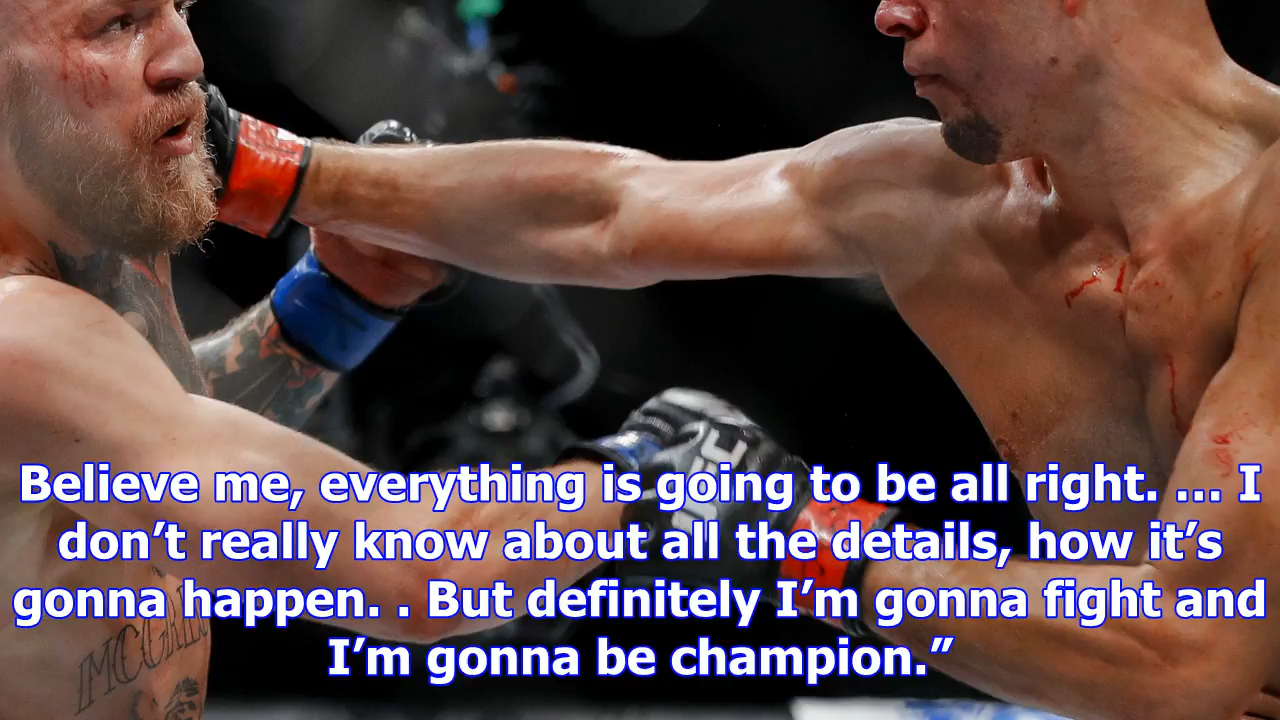 Believe me, everything is going to be all right. ... I
don’t really know about all the details, how it’s
gonna happen. . But definitely I’m gonna fight and
I’m gonna be champion.”
UFC